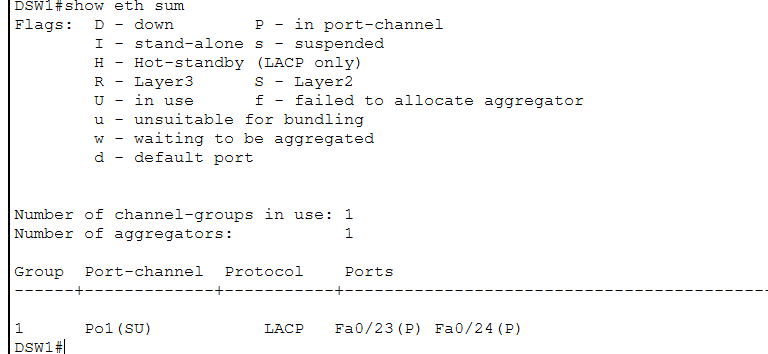 DSW1#show eth sum
Flags:  D - down        P - in port-channel
        I - stand-alone s - suspended
        H - Hot-standby (LACP only)
        R - Layer3      S - Layer2
        U - in use      f - failed to allocate aggregator
        u - unsuitable for bundling
        w - waiting to be aggregated
        d - default port
Number of channel-groups in use: 1
Number of aggregators:           1
Group  Port-channel  Protocol    Ports
------+-------------+-----------+----------------------------------------------
1      Po1(SU)           LACP   Fa0/23(P) Fa0/24(P)
DSW1#